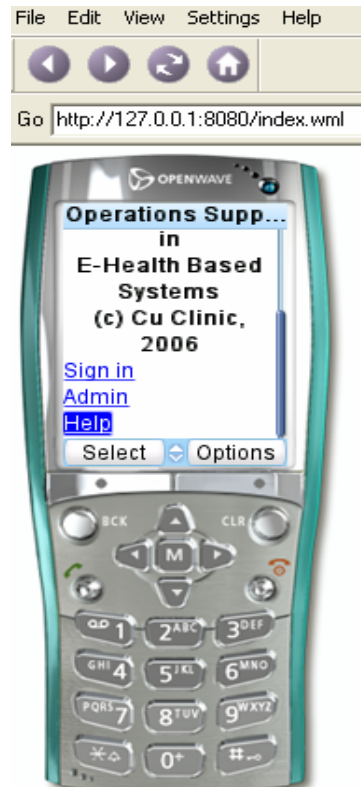 File Edit View Settings Help
Go http://127.0.0.1:8080/index.wml
OPENWAVE
Operations Supp...
in
E-Health Based
Systems
(c) Cu Clinic,
2006
Sign in
Admin
Help
Select Options
BCK CLR
M
1 2ABC 3DEF
GHI4 5JKL 6MNO
PQRS7 8TUV 9WXYZ
* 0+ #